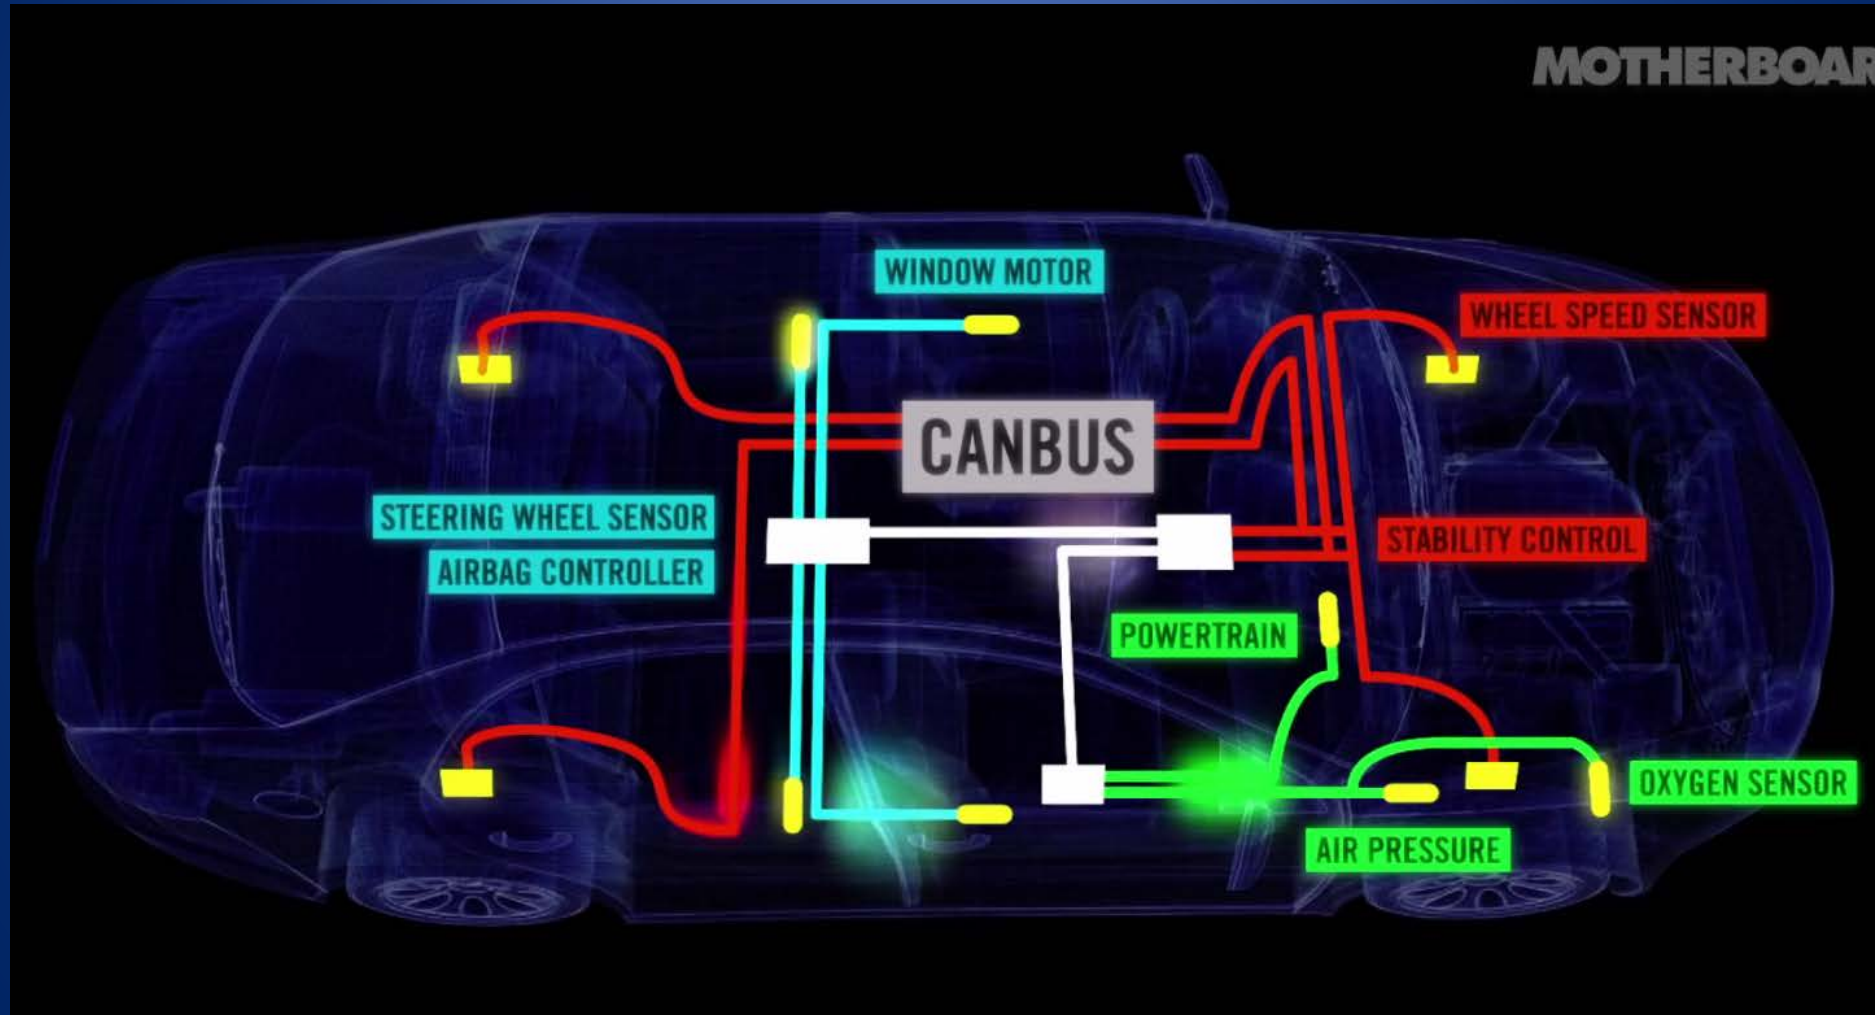 MOTHERBOAR
WINDOW MOTOR
WHEEL SPEED SENSOR
CANBUS
STEERING WHEEL SENSOR
STABILITY CONTROL
AIRBAG CONTROLLER
POWERTRAIN
OXYGEN SENSOR
AIR PRESSURE